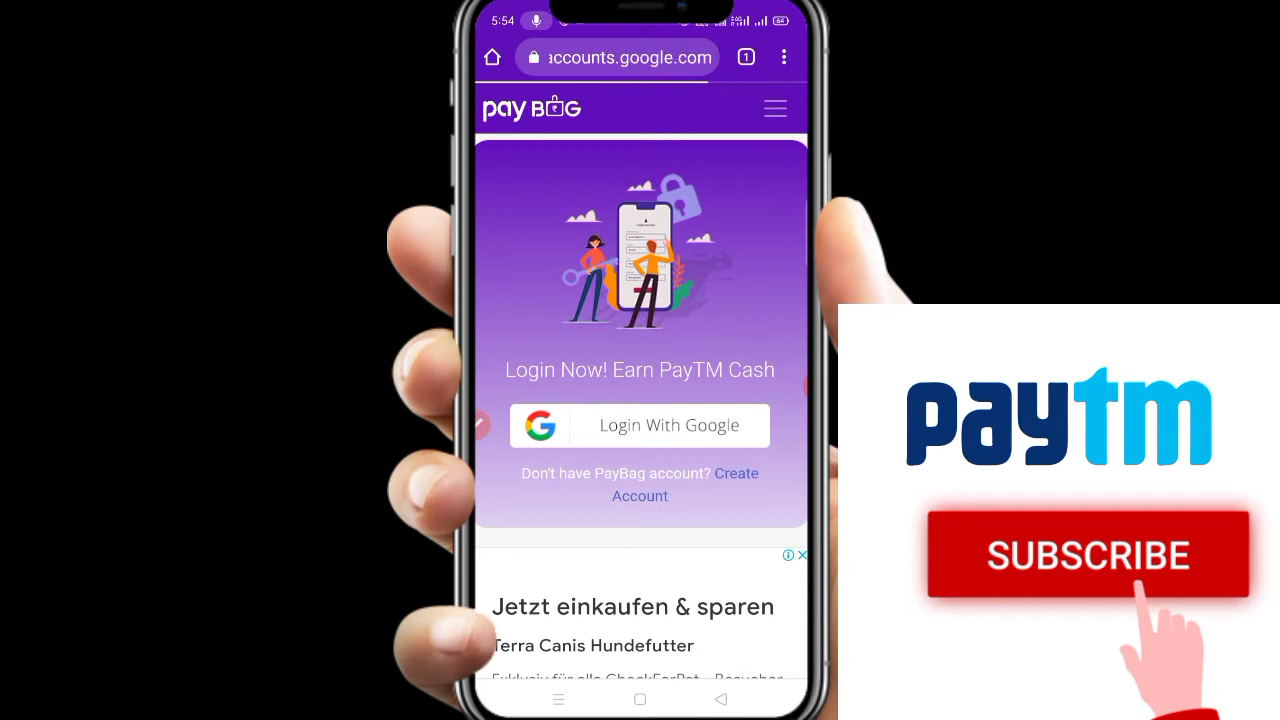 5:54
64
accounts.google.com
1
pay BAG
Login Now! Earn PayTM Cash
G
Login With Google
Don't have PayBag account? Create
Account
Jetzt einkaufen & sparen
Terra Canis Hundefutter
paytm
SUBSCRIBE